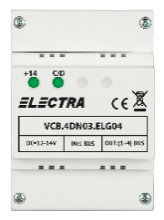 +14 C/D
ELECTRA
CE
VCB.4DN03.ELG04
DC=12-14V IN: BUS OUT:(1-4) BUS